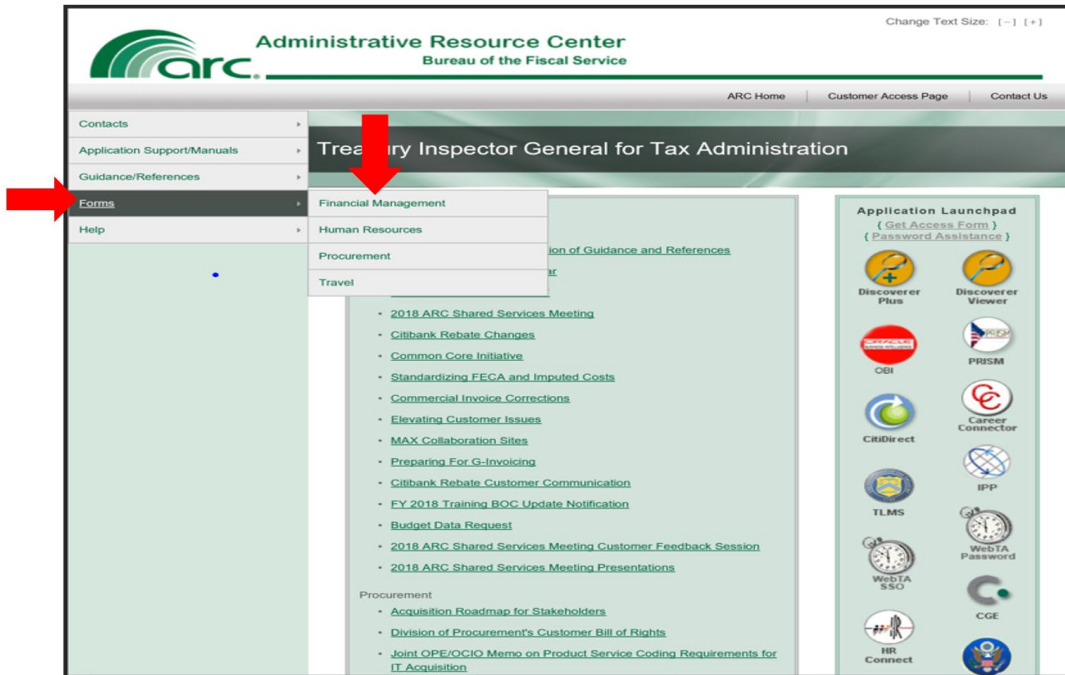 Change Text Size: [-] [+]
arc.
Administrative Resource Center
Bureau of the Fiscal Service
ARC Home
Customer Access Page
Contact Us
Contacts
Application Support/Manuals
Guidance/References
Forms
Help
Treasury Inspector General for Tax Administration
Financial Management
Human Resources
Procurement
Travel
ion of Guidance and References
ar
2018 ARC Shared Services Meeting
Citibank Rebate Changes
Common Core Initiative
Standardizing FECA and Imputed Costs
Commercial Invoice Corrections
Elevating Customer Issues
MAX Collaboration Sites
Preparing For G-Invoicing
Citibank Rebate Customer Communication
FY 2018 Training BOC Update Notification
Budget Data Request
2018 ARC Shared Services Meeting Customer Feedback Session
2018 ARC Shared Services Meeting Presentations
Procurement
Acquisition Roadmap for Stakeholders
Division of Procurement's Customer Bill of Rights
Joint OPE/OCIO Memo on Product Service Coding Requirements for
IT Acquisition
Application Launchpad
{ Get Access Form }
{ Password Assistance }
Discoverer
Plus
Discoverer
Viewer
ORACLE
OBI
PRISM
PRISM
CitiDirect
CC
Career
Connector
TLMS
IPP
WebTA
SSO
WebTA
Password
HR
HR
Connect
CGE